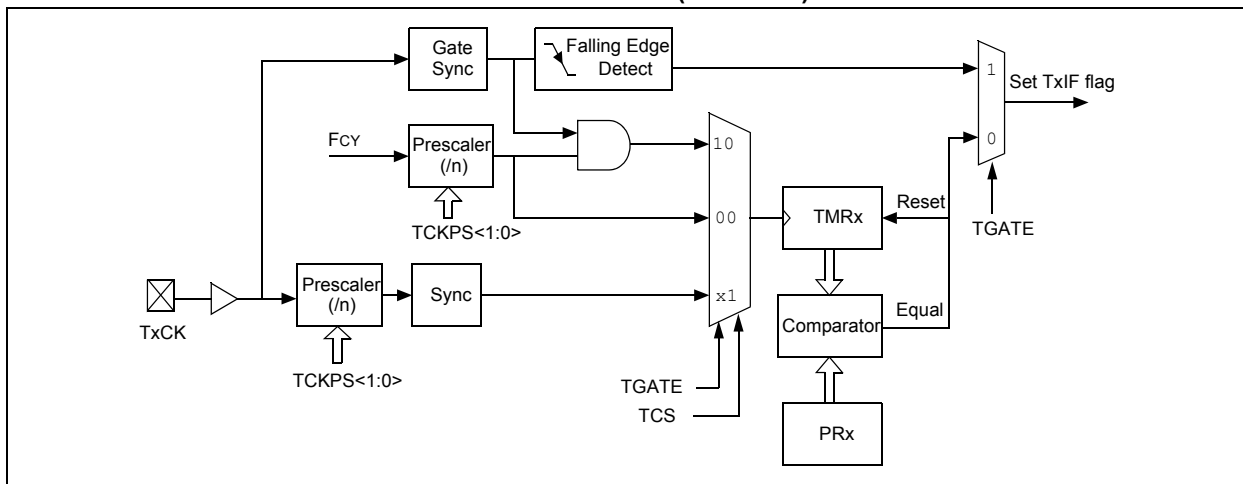 Gate
Sync
Falling Edge
Detect
1
Set TxIF flag
0
FCY
Prescaler
(/n)
10
TCKPS<1:0>
00
TMRx
Reset
TGATE
TxCK
Prescaler
(/n)
Sync
x1
Comparator
Equal
TCKPS<1:0>
TGATE
TCS
PRx